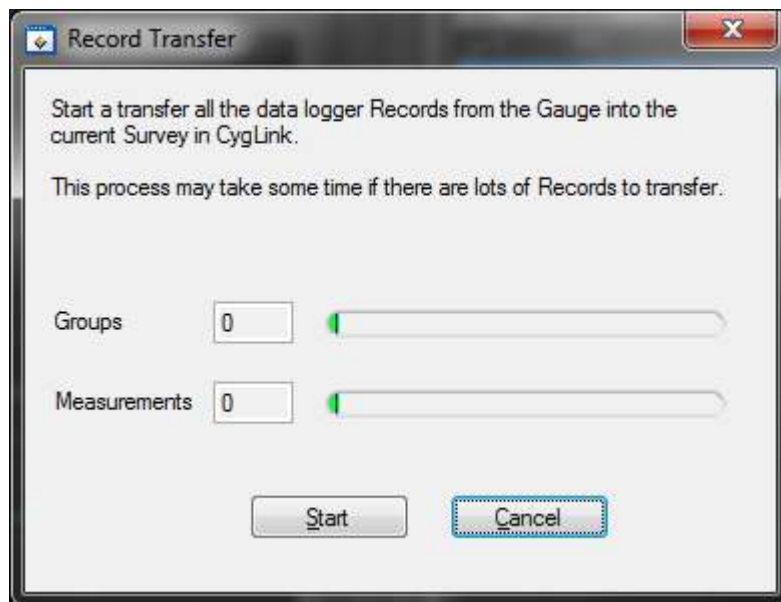 Record Transfer
Start a transfer all the data logger Records from the Gauge into the
current Survey in CygLink.
This process may take some time if there are lots of Records to transfer.
Groups 0
Measurements 0
Start Cancel